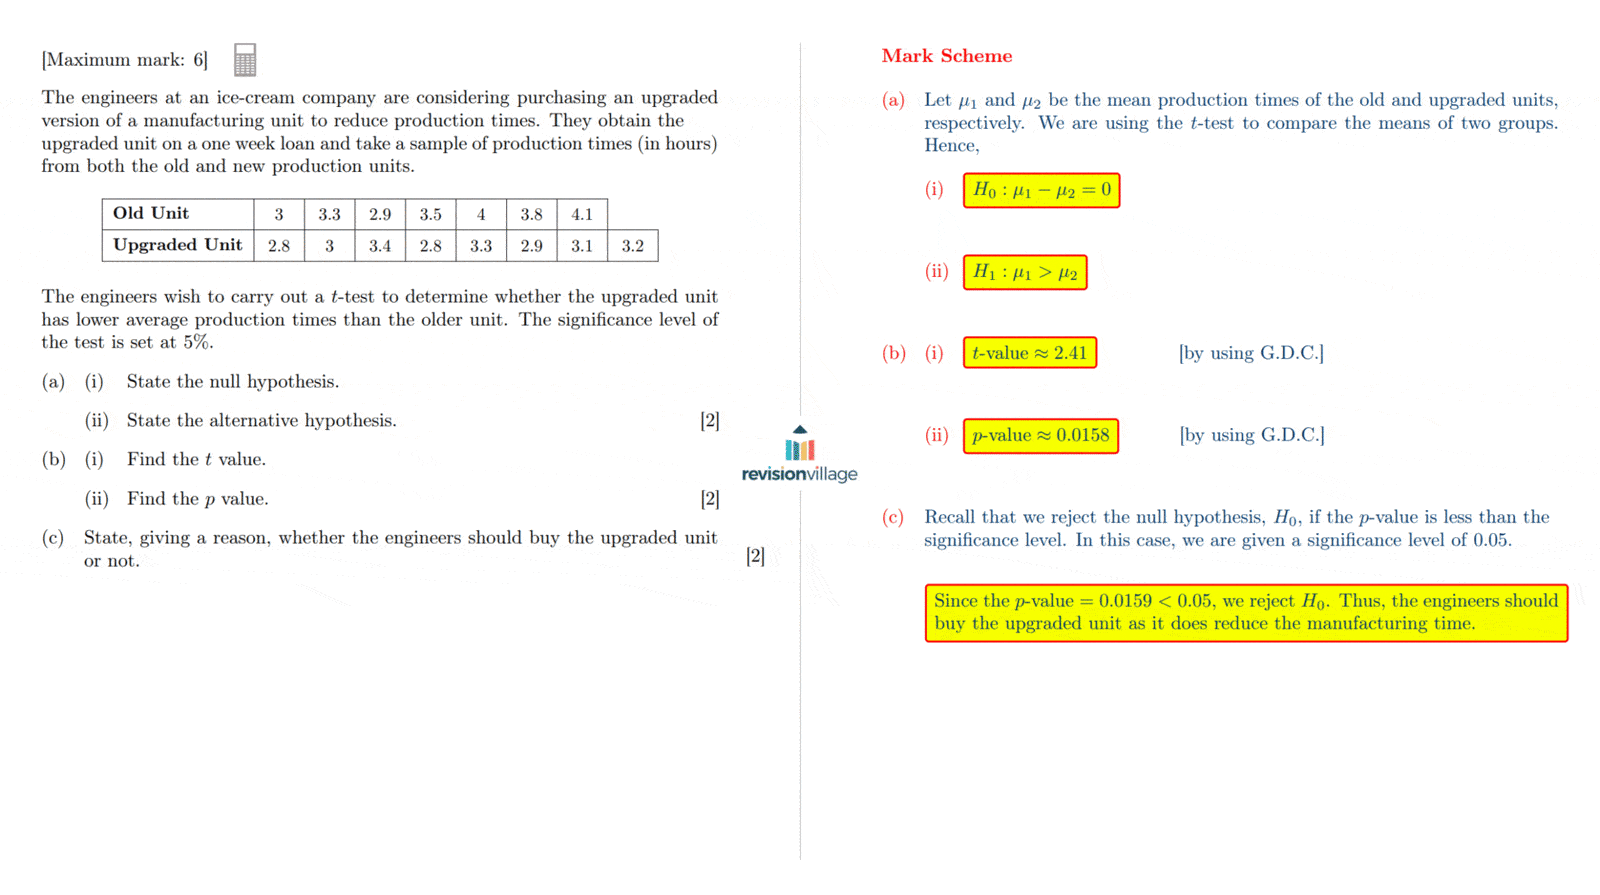 [Maximum mark: 6]
The engineers at an ice-cream company are considering purchasing an upgraded
version of a manufacturing unit to reduce production times. They obtain the
upgraded unit on a one week loan and take a sample of production times (in hours)
from both the old and new production units.
Old Unit 3 3.3 2.9 3.5 4 3.8 4.1
Upgraded Unit 2.8 3 3.4 2.8 3.3 2.9 3.1 3.2
The engineers wish to carry out a t-test to determine whether the upgraded unit
has lower average production times than the older unit. The significance level of
the test is set at 5%.
(a) (i) State the null hypothesis.
(ii) State the alternative hypothesis. [2]
(b) (i) Find the t value.
(ii) Find the p value. [2]
(c) State, giving a reason, whether the engineers should buy the upgraded unit
or not. [2]
revisionvillage
Mark Scheme
(a) Let μ₁ and μ₂ be the mean production times of the old and upgraded units,
respectively. We are using the t-test to compare the means of two groups.
Hence,
(i) H₀ : μ₁ − μ₂ = 0
(ii) H₁ : μ₁ > μ₂
(b) (i) t-value ≈ 2.41 [by using G.D.C.]
(ii) p-value ≈ 0.0158 [by using G.D.C.]
(c) Recall that we reject the null hypothesis, H₀, if the p-value is less than the
significance level. In this case, we are given a significance level of 0.05.
Since the p-value = 0.0159 < 0.05, we reject H₀. Thus, the engineers should
buy the upgraded unit as it does reduce the manufacturing time.